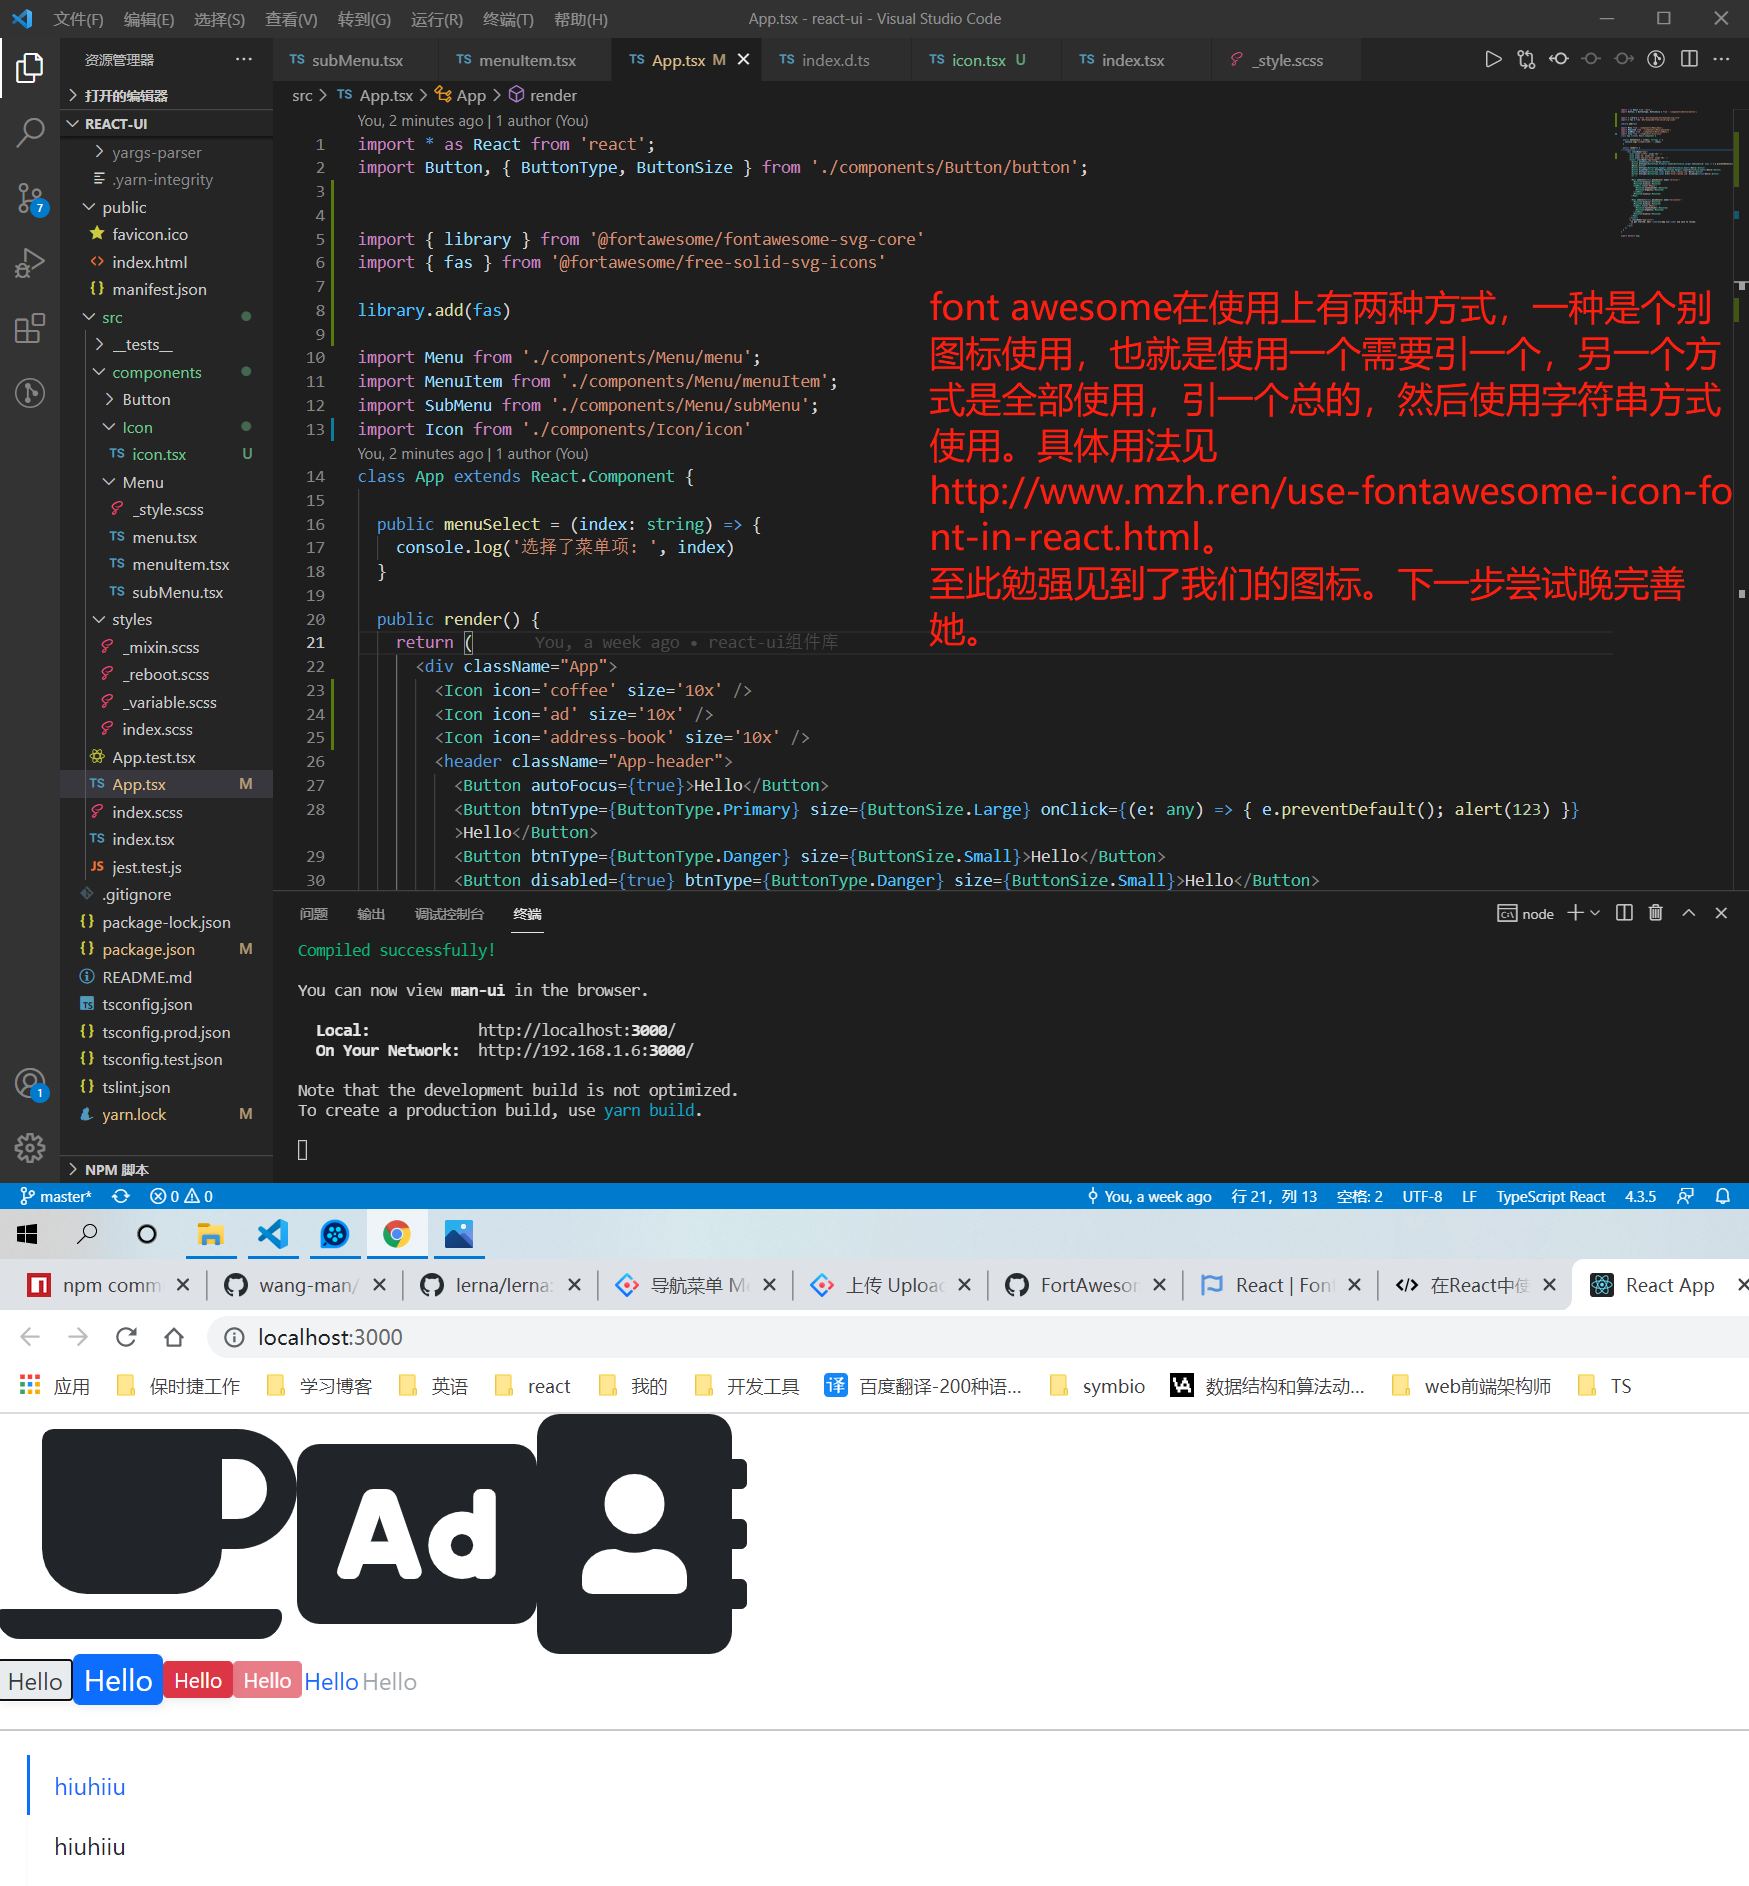 文件(F) 编辑(E) 选择(S) 查看(V) 转到(G) 运行(R) 终端(T) 帮助(H) App.tsx - react-ui - Visual Studio Code
资源管理器 ···
TS subMenu.tsx TS menuItem.tsx TS App.tsx M TS index.d.ts TS icon.tsx U TS index.tsx _style.scss
打开的编辑器
REACT-UI
yargs-parser
.yarn-integrity
public
favicon.ico
index.html
manifest.json
src
__tests__
components
Button
Icon
TS icon.tsx U
Menu
_style.scss
TS menu.tsx
TS menuItem.tsx
TS subMenu.tsx
styles
_mixin.scss
_reboot.scss
_variable.scss
index.scss
App.test.tsx
TS App.tsx M
index.scss
TS index.tsx
JS jest.test.js
.gitignore
package-lock.json
package.json M
README.md
tsconfig.json
tsconfig.prod.json
tsconfig.test.json
tslint.json
yarn.lock M
NPM 脚本
7
1
src > TS App.tsx > App > render
You, 2 minutes ago | 1 author (You)
1 import * as React from 'react';
2 import Button, { ButtonType, ButtonSize } from './components/Button/button';
3
4
5 import { library } from '@fortawesome/fontawesome-svg-core'
6 import { fas } from '@fortawesome/free-solid-svg-icons'
7
8 library.add(fas)
9
10 import Menu from './components/Menu/menu';
11 import MenuItem from './components/Menu/menuItem';
12 import SubMenu from './components/Menu/subMenu';
13 import Icon from './components/Icon/icon'
You, 2 minutes ago | 1 author (You)
14 class App extends React.Component {
15
16 public menuSelect = (index: string) => {
17 console.log('选择了菜单项: ', index)
18 }
19
20 public render() {
21 return ( You, a week ago • react-ui组件库
22 <div className="App">
23 <Icon icon='coffee' size='10x' />
24 <Icon icon='ad' size='10x' />
25 <Icon icon='address-book' size='10x' />
26 <header className="App-header">
27 <Button autoFocus={true}>Hello</Button>
28 <Button btnType={ButtonType.Primary} size={ButtonSize.Large} onClick={(e: any) => { e.preventDefault(); alert(123) }}
>Hello</Button>
29 <Button btnType={ButtonType.Danger} size={ButtonSize.Small}>Hello</Button>
30 <Button disabled={true} btnType={ButtonType.Danger} size={ButtonSize.Small}>Hello</Button>
font awesome在使用上有两种方式，一种是个别
图标使用，也就是使用一个需要引一个，另一个方
式是全部使用，引一个总的，然后使用字符串方式
使用。具体用法见
http://www.mzh.ren/use-fontawesome-icon-fo
nt-in-react.html。
至此勉强见到了我们的图标。下一步尝试晚完善
她。
问题 输出 调试控制台 终端 node
Compiled successfully!
You can now view man-ui in the browser.
Local: http://localhost:3000/
On Your Network: http://192.168.1.6:3000/
Note that the development build is not optimized.
To create a production build, use yarn build.
master* 0 0 You, a week ago 行 21，列 13 空格: 2 UTF-8 LF TypeScript React 4.3.5
npm comm wang-man/ lerna/lerna: 导航菜单 Me 上传 Upload FortAwesom React | Font 在React中使 React App
localhost:3000
应用 保时捷工作 学习博客 英语 react 我的 开发工具 译 百度翻译-200种语... symbio 数据结构和算法动... web前端架构师 TS
Ad
Hello Hello Hello Hello Hello Hello
hiuhiiu
hiuhiiu